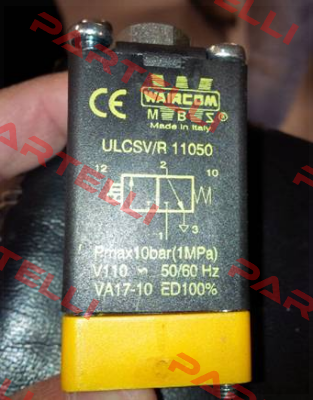 CE WAIRCOM
M B S ®
Made in Italy
ULCSV/R 11050
12 2 10
1 3
Pmax10bar(1MPa)
V110 ~ 50/60 Hz
VA17-10 ED100%
PARTELLI
PARTELLI
PARTELLI
PARTELLI